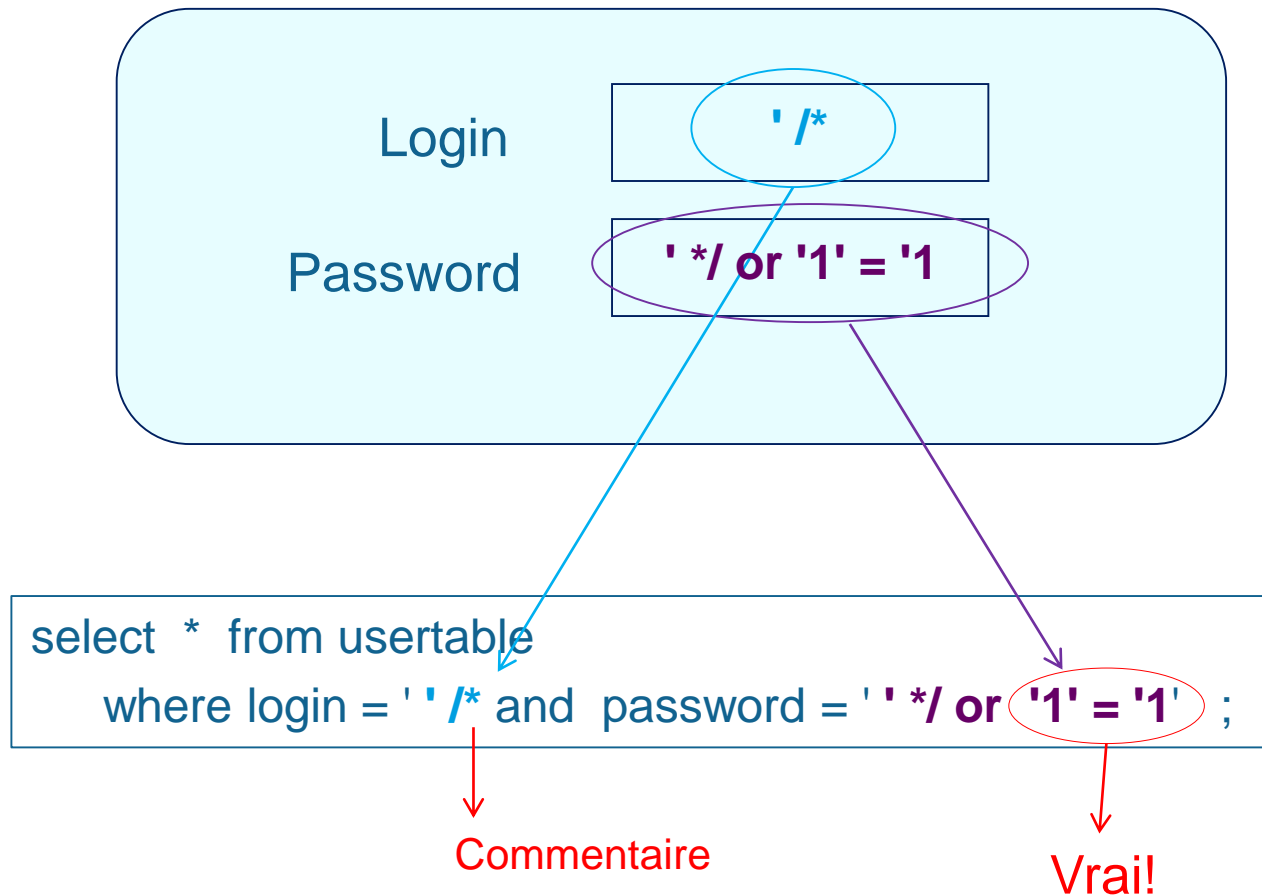 Login ' /*
Password ' */ or '1' = '1
select * from usertable
where login = ' ' /* and password = ' ' */ or '1' = '1' ;
Commentaire
Vrai!